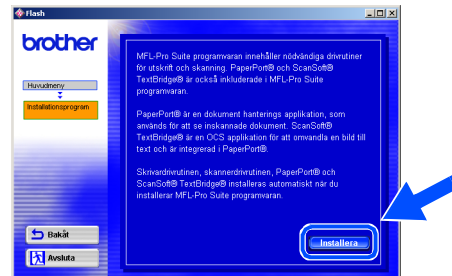 Flash
brother
Huvudmeny
Installationsprogram
MFL-Pro Suite programvaran innehåller nödvändiga drivrutiner
för utskrift och skanning. PaperPort® och ScanSoft®
TextBridge® är också inkluderade i MFL-Pro Suite
programvaran.
PaperPort® är en dokument hanterings applikation, som
används för att se inskannade dokument. ScanSoft®
TextBridge® är en OCS applikation för att omvandla en bild till
text och är integrerad i PaperPort®.
Skrivardrivrutinen, skannerdrivrutinen, PaperPort® och
ScanSoft® TextBridge® installeras automatiskt när du
installerar MFL-Pro Suite programvaran.
Installera
Bakåt
Avsluta